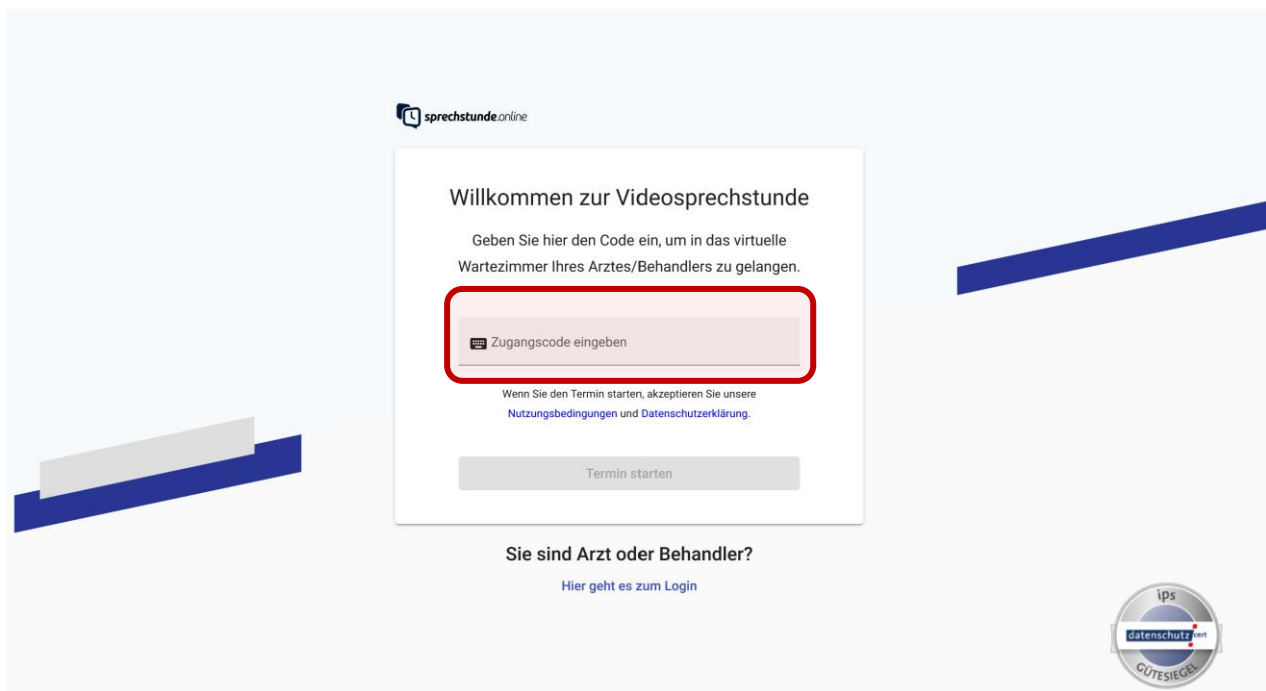 sprechstunde.online
Willkommen zur Videosprechstunde
Geben Sie hier den Code ein, um in das virtuelle
Wartezimmer Ihres Arztes/Behandlers zu gelangen.
Zugangscode eingeben
Wenn Sie den Termin starten, akzeptieren Sie unsere
Nutzungsbedingungen und Datenschutzerklärung.
Termin starten
Sie sind Arzt oder Behandler?
Hier geht es zum Login
ips
datenschutz cert
GÜTESIEGEL